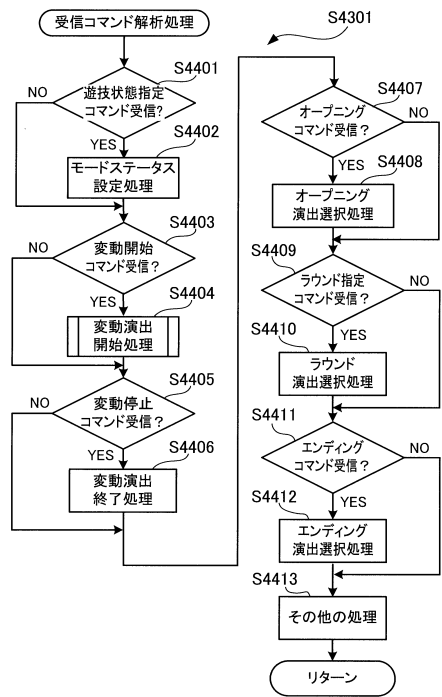 受信コマンド解析処理
S4301
S4401
遊技状態指定
コマンド受信?
NO
YES
S4402
モードステータス
設定処理
S4403
変動開始
コマンド受信？
NO
YES
S4404
変動演出
開始処理
S4405
変動停止
コマンド受信？
NO
YES
S4406
変動演出
終了処理
S4407
オープニング
コマンド受信？
NO
YES
S4408
オープニング
演出選択処理
S4409
ラウンド指定
コマンド受信？
NO
YES
S4410
ラウンド
演出選択処理
S4411
エンディング
コマンド受信？
NO
YES
S4412
エンディング
演出選択処理
S4413
その他の処理
リターン